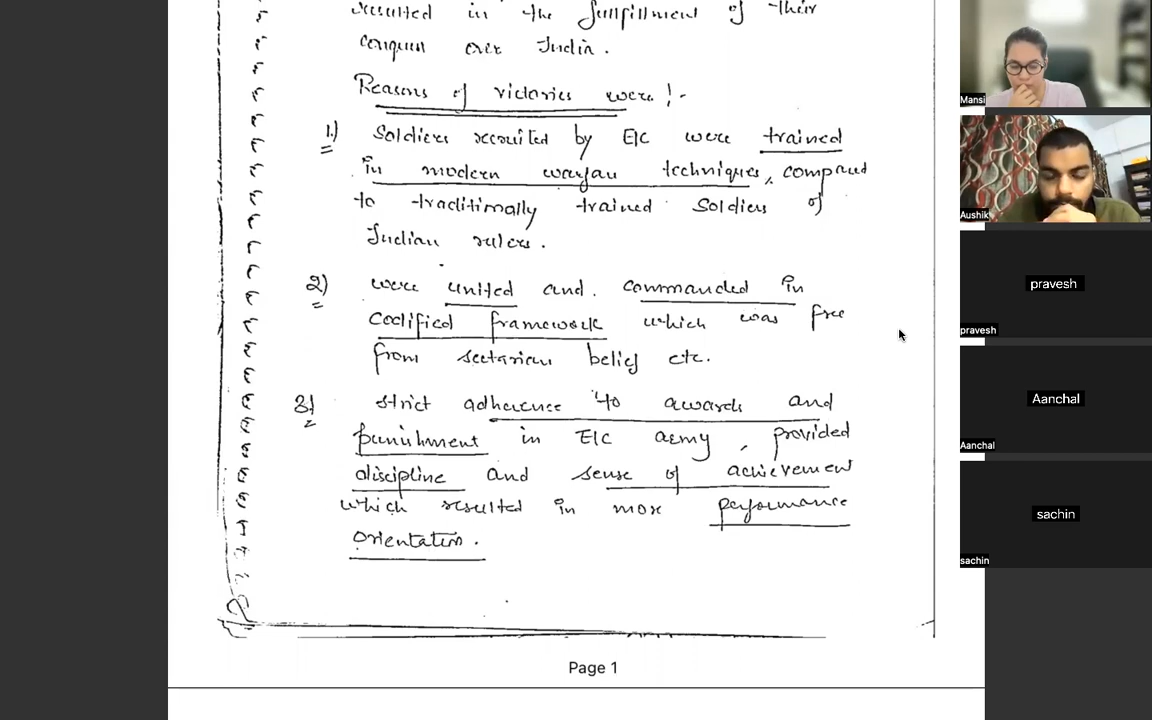 resulted in the fulfillment of their
conquest over India.
Reasons of victories were :-
1.) Soldiers recruited by EIC were trained
in modern warfare techniques, compared
to traditionally trained soldiers of
Indian rulers.
2) were united and commanded in
codified framework which was free
from sectarian belief etc.
3) strict adherence to awards and
punishment in EIC army, provided
discipline and sense of achievement
which resulted in more performance
orientation.
Page 1
Mansi
Aushik
pravesh
pravesh
Aanchal
Aanchal
sachin
sachin